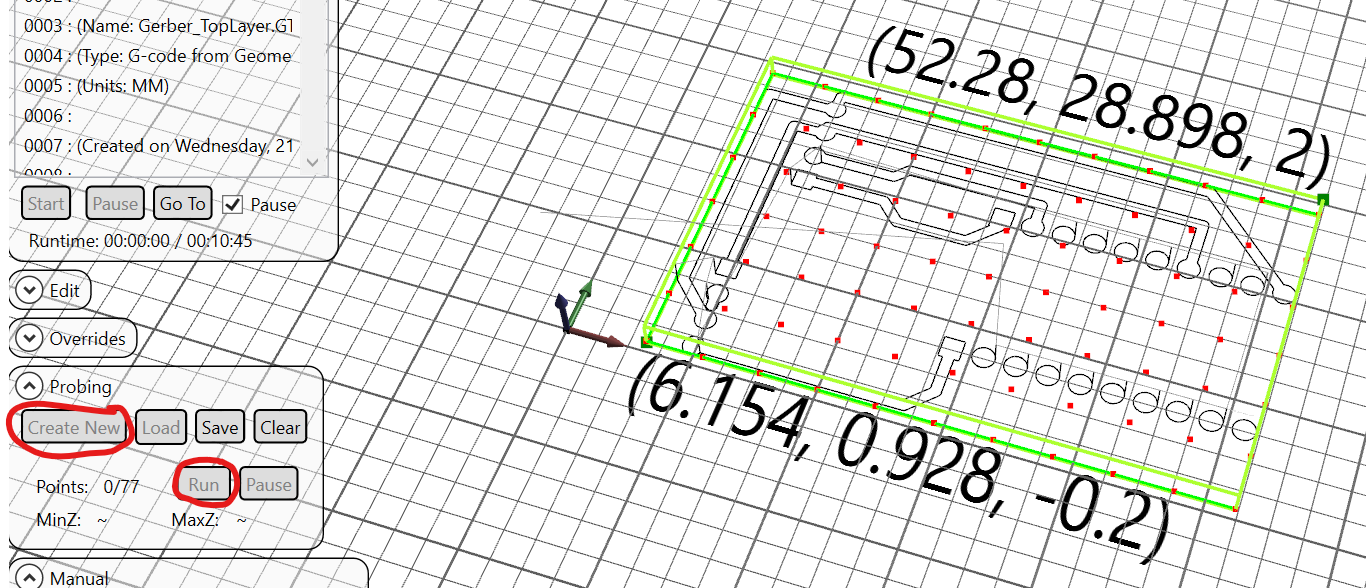 0003 : (Name: Gerber_TopLayer.GT
0004 : (Type: G-code from Geome
0005 : (Units: MM)
0006 :
0007 : (Created on Wednesday, 21
Start Pause Go To Pause
Runtime: 00:00:00 / 00:10:45
Edit
Overrides
Probing
Create New Load Save Clear
Points: 0/77 Run Pause
MinZ: ~ MaxZ: ~
Manual
(52.28, 28.898, 2)
(6.154, 0.928, -0.2)